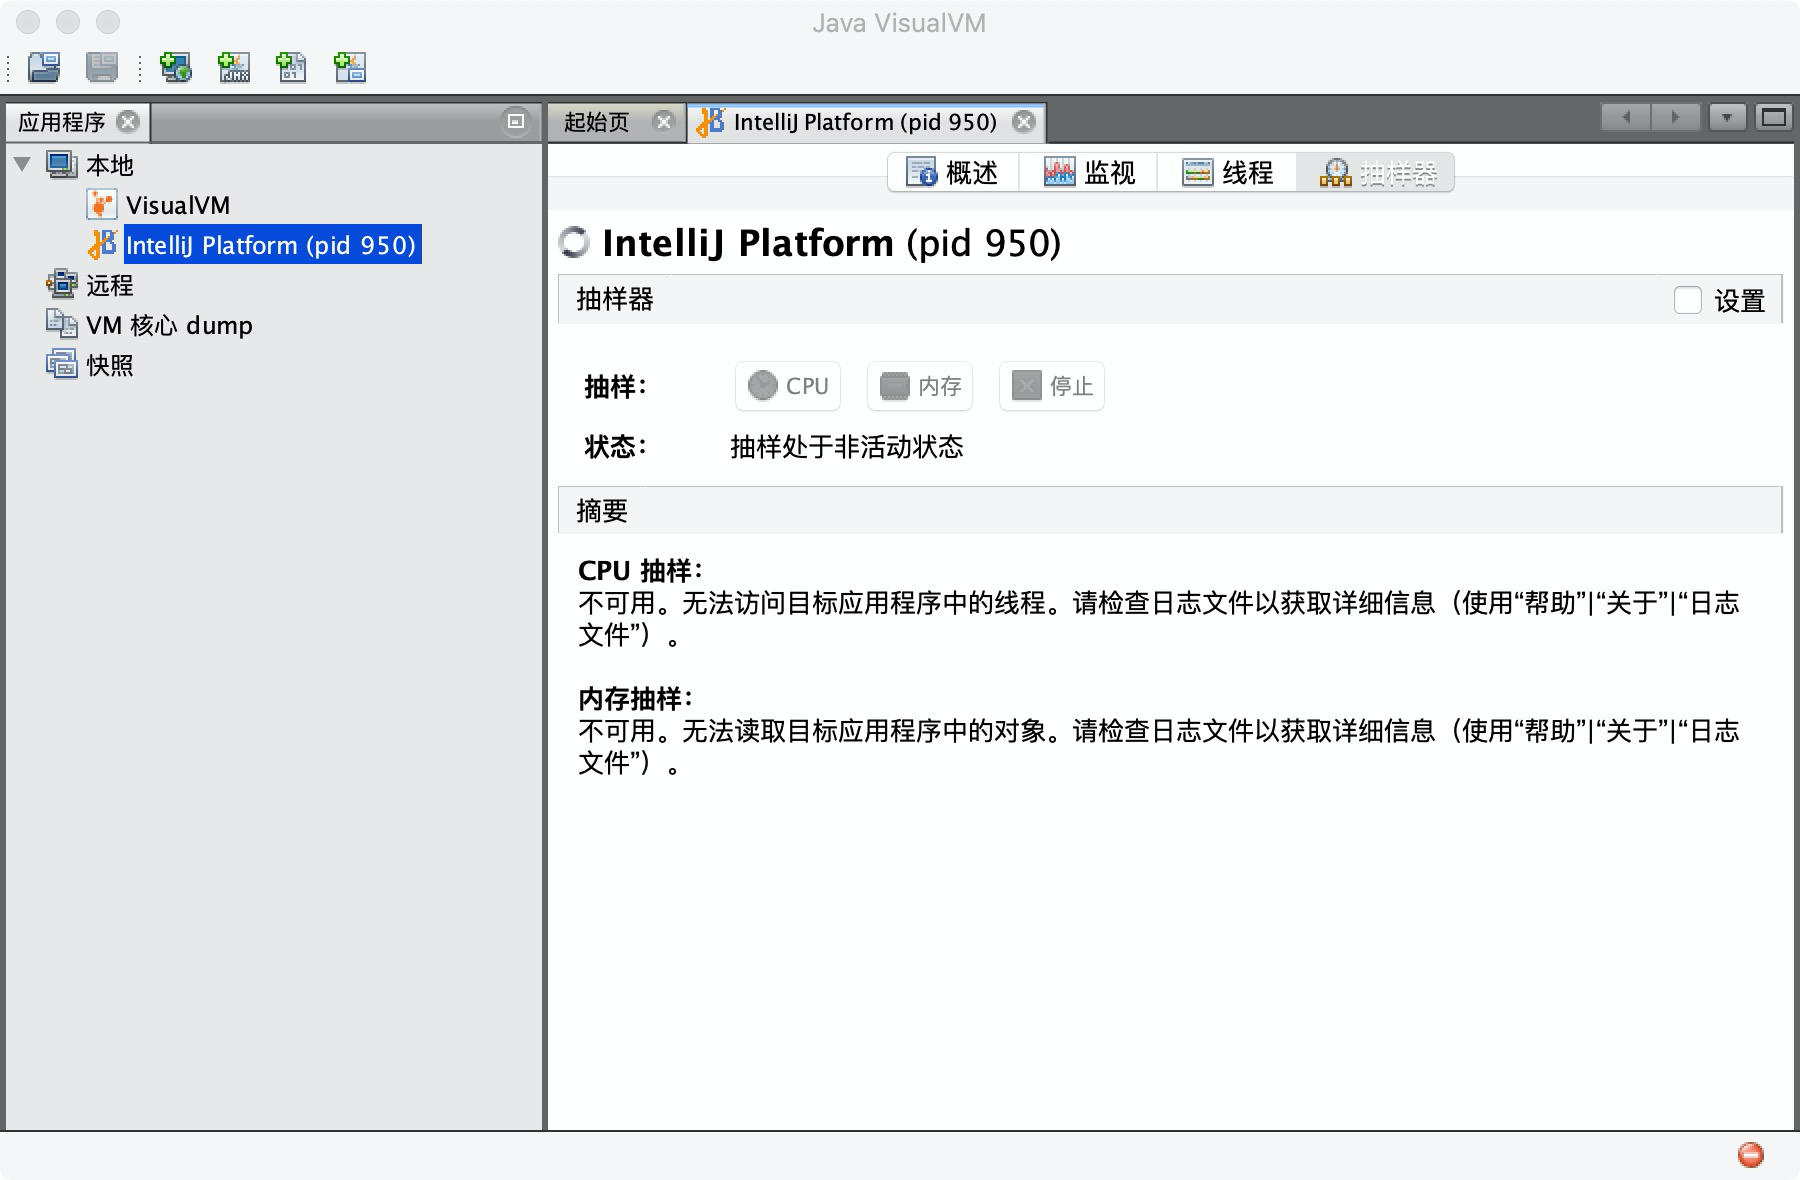 Java VisualVM
应用程序
起始页
IntelliJ Platform (pid 950)
本地
VisualVM
IntelliJ Platform (pid 950)
远程
VM 核心 dump
快照
概述
监视
线程
抽样器
IntelliJ Platform (pid 950)
抽样器
设置
抽样：
CPU
内存
停止
状态：
抽样处于非活动状态
摘要
CPU 抽样：
不可用。无法访问目标应用程序中的线程。请检查日志文件以获取详细信息（使用“帮助”|“关于”|“日志
文件”）。
内存抽样：
不可用。无法读取目标应用程序中的对象。请检查日志文件以获取详细信息（使用“帮助”|“关于”|“日志
文件”）。